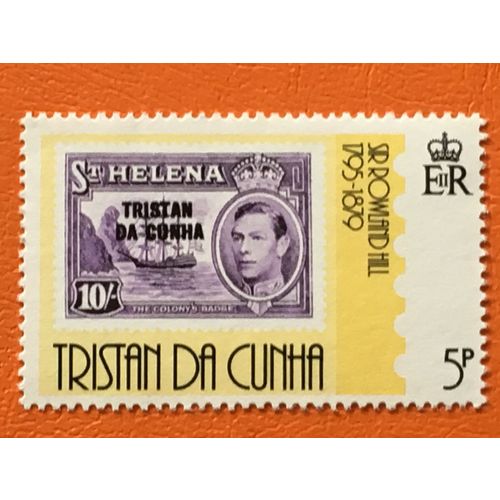 ST HELENA
TRISTAN
DA CUNHA
10/-
THE COLONY'S BADGE
SIR ROWLAND HILL
1795-1879
EIIR
TRISTAN DA CUNHA
5P